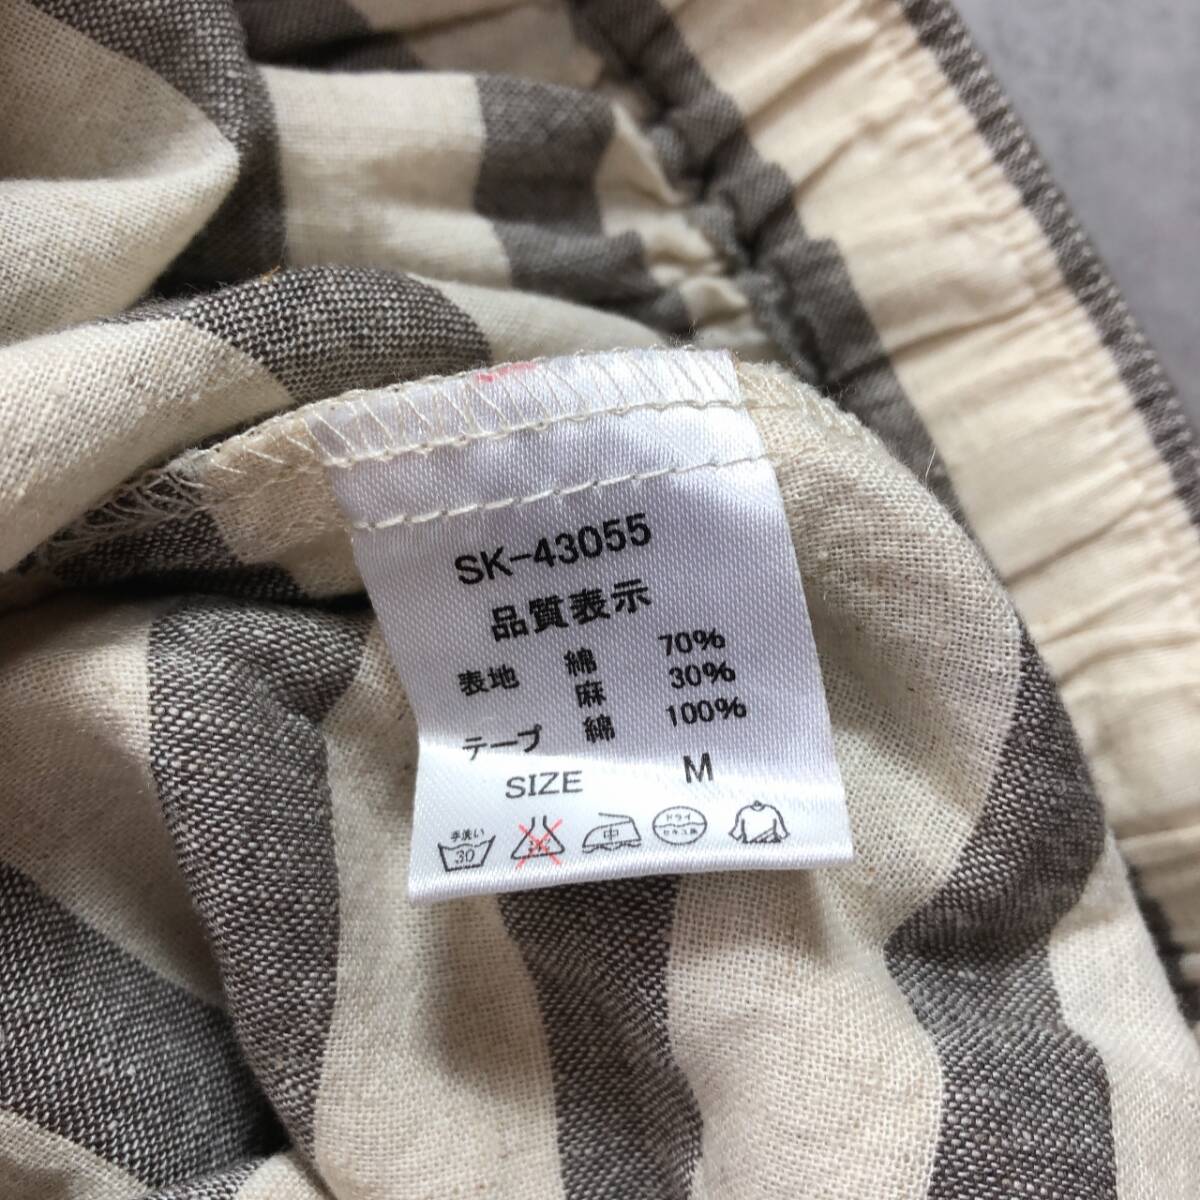 SK-43055
品質表示
表地 綿 70%
麻 30%
テープ 綿 100%
SIZE M
手洗い 30 中 ドライ セキユ系